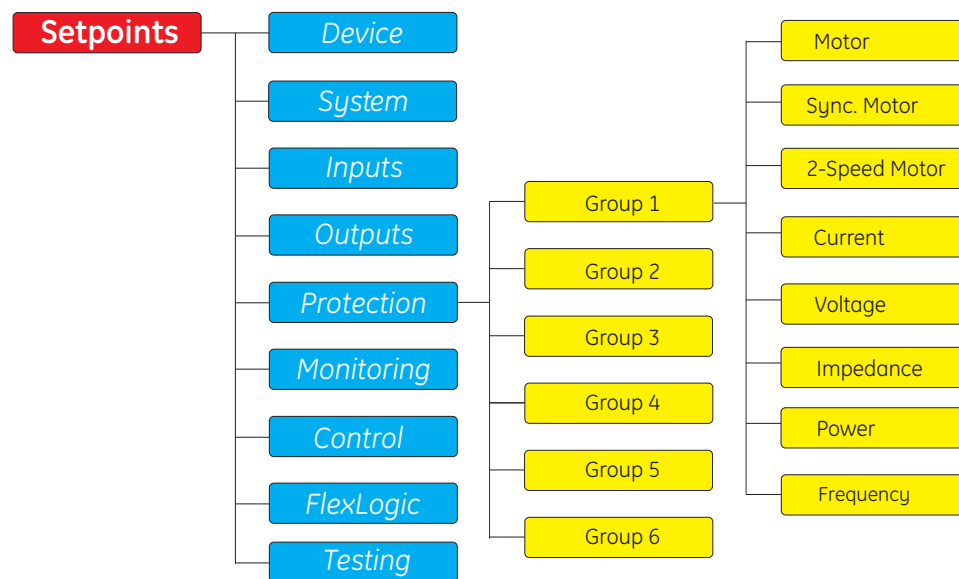 Setpoints
Device
System
Inputs
Outputs
Protection
Monitoring
Control
FlexLogic
Testing
Group 1
Group 2
Group 3
Group 4
Group 5
Group 6
Motor
Sync. Motor
2-Speed Motor
Current
Voltage
Impedance
Power
Frequency